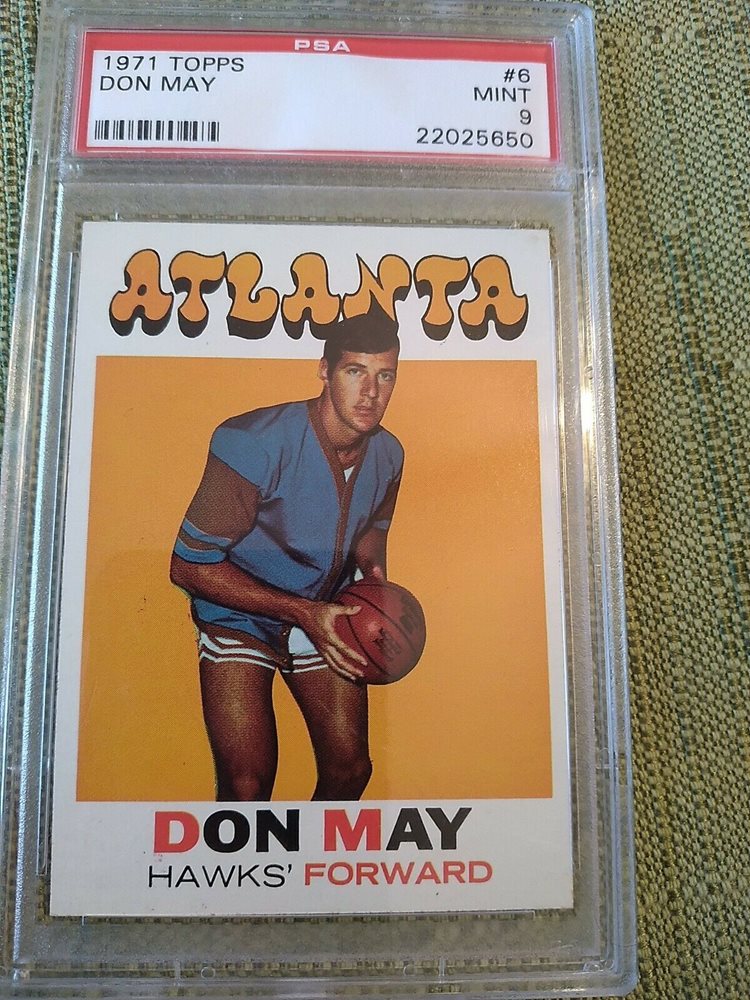 PSA
1971 TOPPS #6
DON MAY MINT
9
22025650
ATLANTA
DON MAY
HAWKS' FORWARD